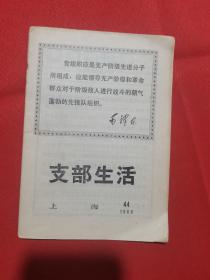 党组织应是无产阶级先进分子
所组成，应能领导无产阶级和革命
群众对于阶级敌人进行战斗的朝气
蓬勃的先锋队组织。
毛泽东
支部生活
上海
44
1968